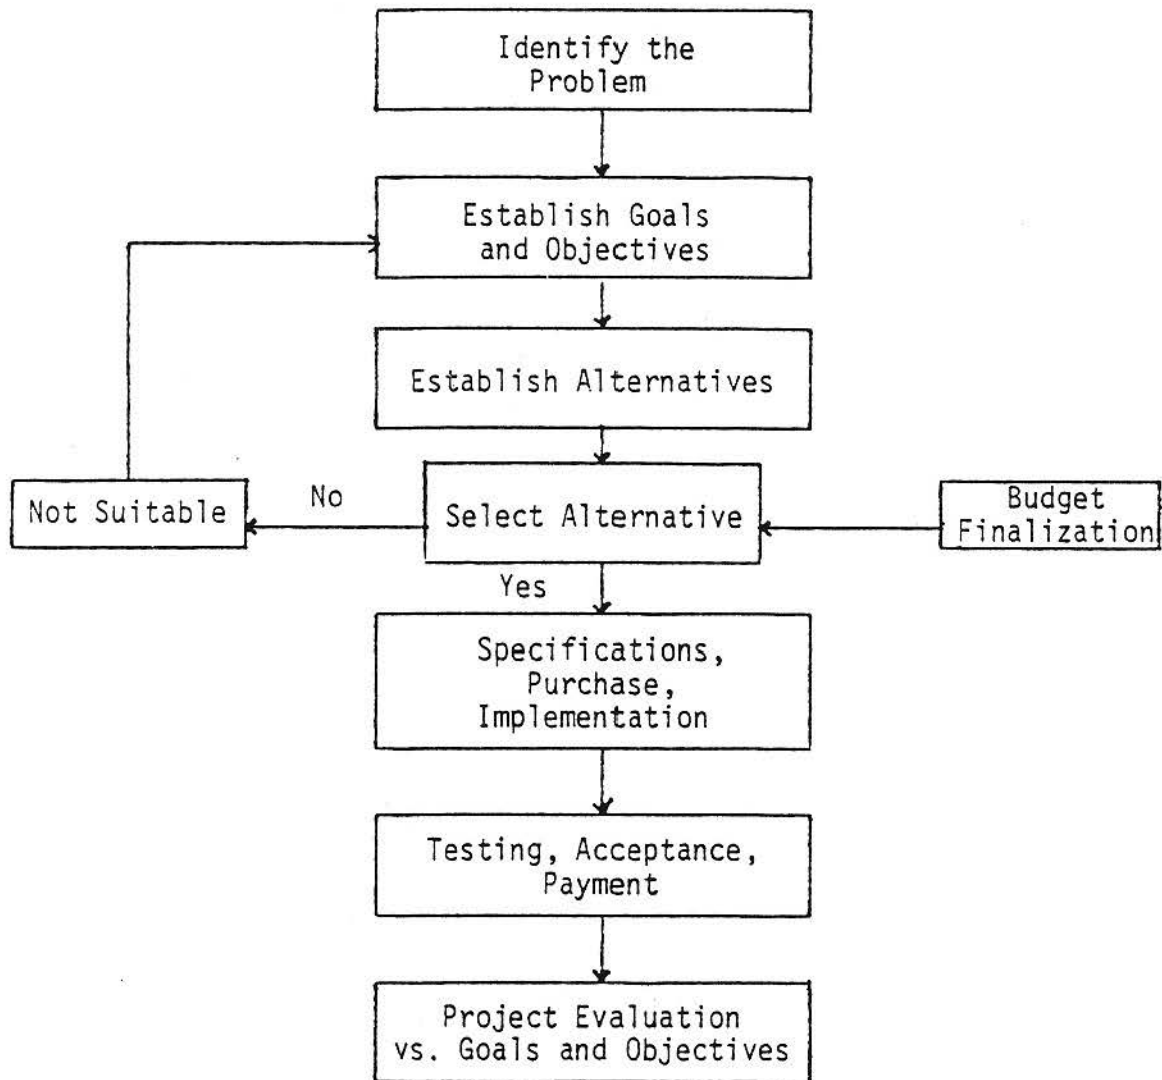 Identify the
Problem
Establish Goals
and Objectives
Establish Alternatives
Not Suitable
No
Select Alternative
Budget
Finalization
Yes
Specifications,
Purchase,
Implementation
Testing, Acceptance,
Payment
Project Evaluation
vs. Goals and Objectives